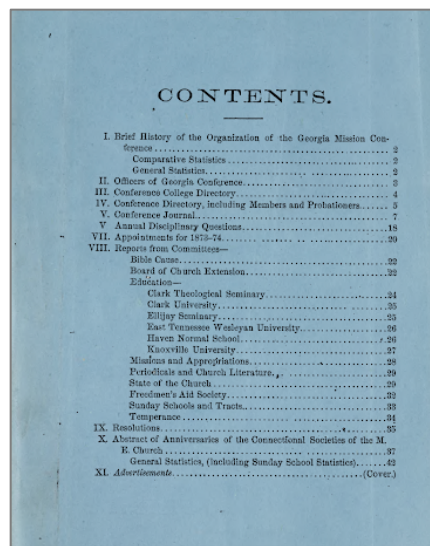 CONTENTS.
I. Brief History of the Organization of the Georgia Mission Con-
ference ........ 2
Comparative Statistics ........ 2
General Statistics ........ 2
II. Officers of Georgia Conference ........ 3
III. Conference College Directory ........ 4
IV. Conference Directory, including Members and Probationers ........ 5
V. Conference Journal ........ 7
V Annual Disciplinary Questions ........ 18
VII. Appointments for 1873-74 ........ 20
VIII. Reports from Committees—
Bible Cause ........ 22
Board of Church Extension ........ 22
Education—
Clark Theological Seminary ........ 24
Clark University ........ 25
Ellijay Seminary ........ 25
East Tennessee Wesleyan University ........ 26
Haven Normal School ........ 26
Knoxville University ........ 27
Missions and Appropriations ........ 28
Periodicals and Church Literature ........ 29
State of the Church ........ 29
Freedmen's Aid Society ........ 32
Sunday Schools and Tracts ........ 33
Temperance ........ 34
IX. Resolutions ........ 35
X. Abstract of Anniversaries of the Connectional Societies of the M.
E. Church ........ 37
General Statistics, (including Sunday School Statistics) ........ 42
XI. Advertisements ........ (Cover.)